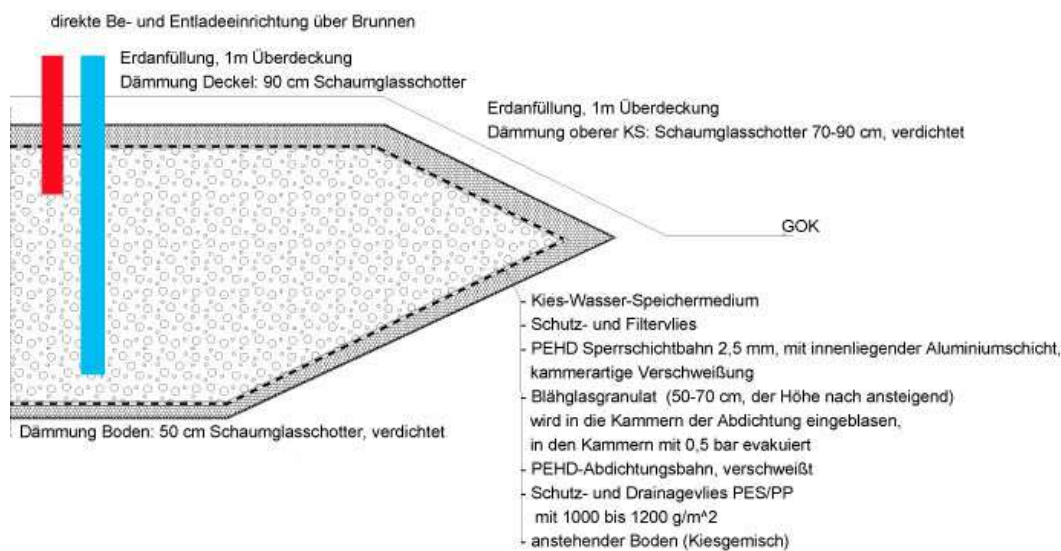 direkte Be- und Entladeeinrichtung über Brunnen
Erdanfüllung, 1m Überdeckung
Dämmung Deckel: 90 cm Schaumglasschotter
Erdanfüllung, 1m Überdeckung
Dämmung oberer KS: Schaumglasschotter 70-90 cm, verdichtet
GOK
- Kies-Wasser-Speichermedium
- Schutz- und Filtervlies
- PEHD Sperrschichtbahn 2,5 mm, mit innenliegender Aluminiumschicht,
kammerartige Verschweißung
- Blähglasgranulat (50-70 cm, der Höhe nach ansteigend)
wird in die Kammern der Abdichtung eingeblasen,
in den Kammern mit 0,5 bar evakuiert
- PEHD-Abdichtungsbahn, verschweißt
- Schutz- und Drainagevlies PES/PP
mit 1000 bis 1200 g/m^2
- anstehender Boden (Kiesgemisch)
Dämmung Boden: 50 cm Schaumglasschotter, verdichtet